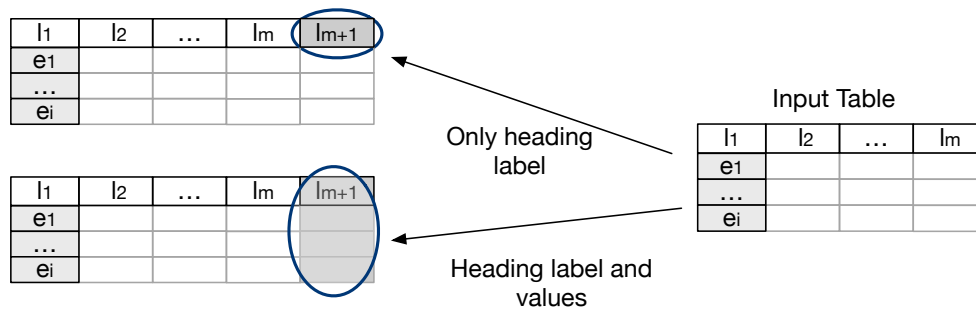 l1 l2 ... lm lm+1
e1
...
ei
Only heading
label
Input Table
l1 l2 ... lm
e1
...
ei
l1 l2 ... lm lm+1
e1
...
ei
Heading label and
values